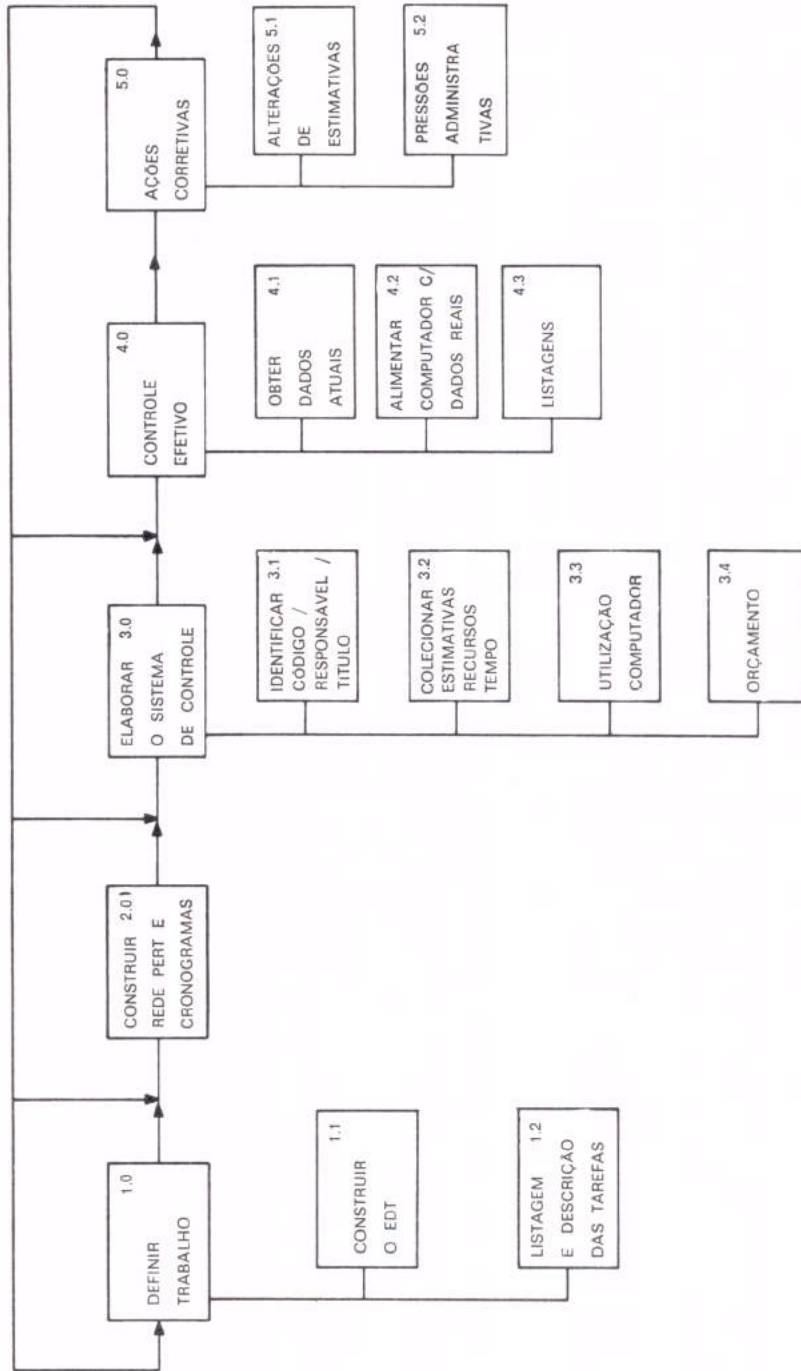 DEFINIR 1.0
TRABALHO
CONSTRUIR 1.1
O EDT
LISTAGEM 1.2
E DESCRIÇÃO
DAS TAREFAS
CONSTRUIR 2.0
REDE PERT E
CRONOGRAMAS
ELABORAR 3.0
O SISTEMA
DE CONTROLE
IDENTIFICAR 3.1
CÓDIGO /
RESPONSÁVEL /
TITULO
COLECIONAR 3.2
ESTIMATIVAS
RECURSOS
TEMPO
3.3
UTILIZAÇÃO
COMPUTADOR
3.4
ORÇAMENTO
4.0
CONTROLE
EFETIVO
4.1
OBTER
DADOS
ATUAIS
ALIMENTAR 4.2
COMPUTADOR C/
DADOS REAIS
4.3
LISTAGENS
5.0
AÇÕES
CORRETIVAS
ALTERAÇÕES 5.1
DE
ESTIMATIVAS
PRESSÕES 5.2
ADMINISTRA
TIVAS